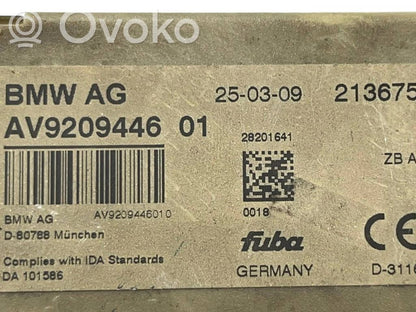 Ovoko
BMW AG 25-03-09 213675
AV9209446 01
28201641
ZB A
AV9209446010
0018
BMW AG
D-80788 München
fuba CE
Complies with IDA Standards
DA 101586
GERMANY D-3116